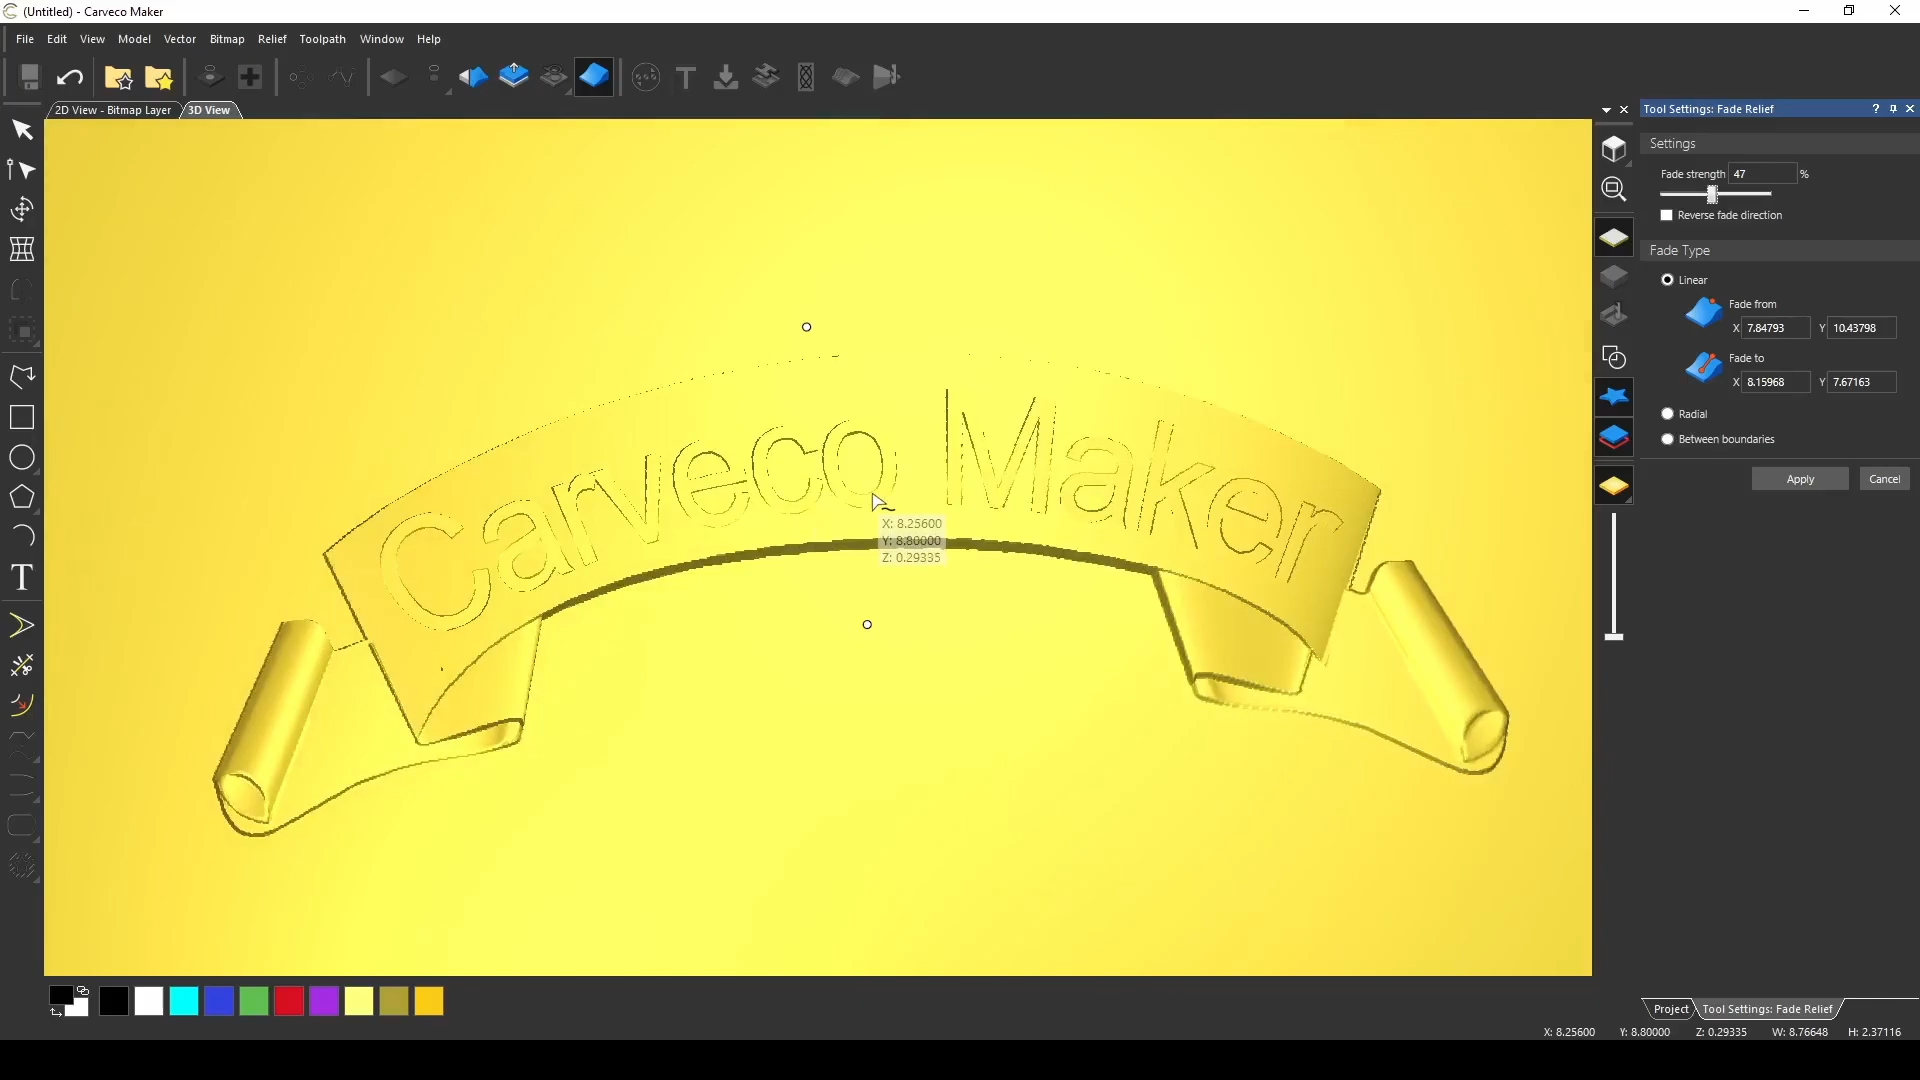 (Untitled) - Carveco Maker
File Edit View Model Vector Bitmap Relief Toolpath Window Help
2D View - Bitmap Layer 3D View
Tool Settings: Fade Relief
Settings
Fade strength 47 %
Reverse fade direction
Fade Type
Linear
Fade from
X 7.84793 Y 10.43798
Fade to
X 8.15968 Y 7.67163
Radial
Between boundaries
Apply Cancel
Carveco Maker
X: 8.25600
Y: 8.80000
Z: 0.29335
Project Tool Settings: Fade Relief
X: 8.25600 Y: 8.80000 Z: 0.29335 W: 8.76648 H: 2.37116